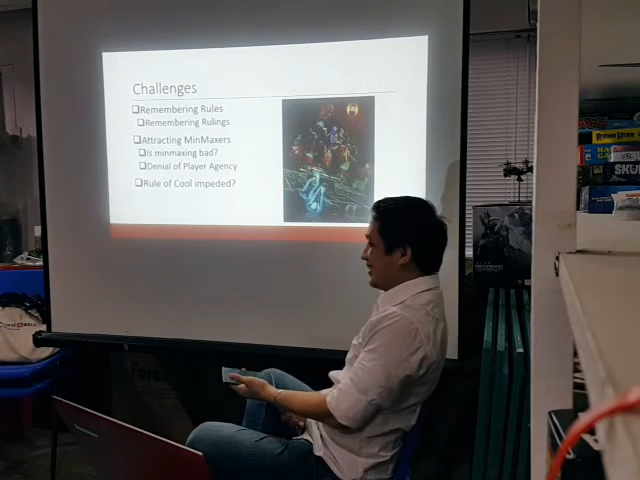 Challenges
❑Remembering Rules
❑Remembering Rulings
❑Attracting MinMaxers
❑Is minmaxing bad?
❑Denial of Player Agency
❑Rule of Cool impeded?